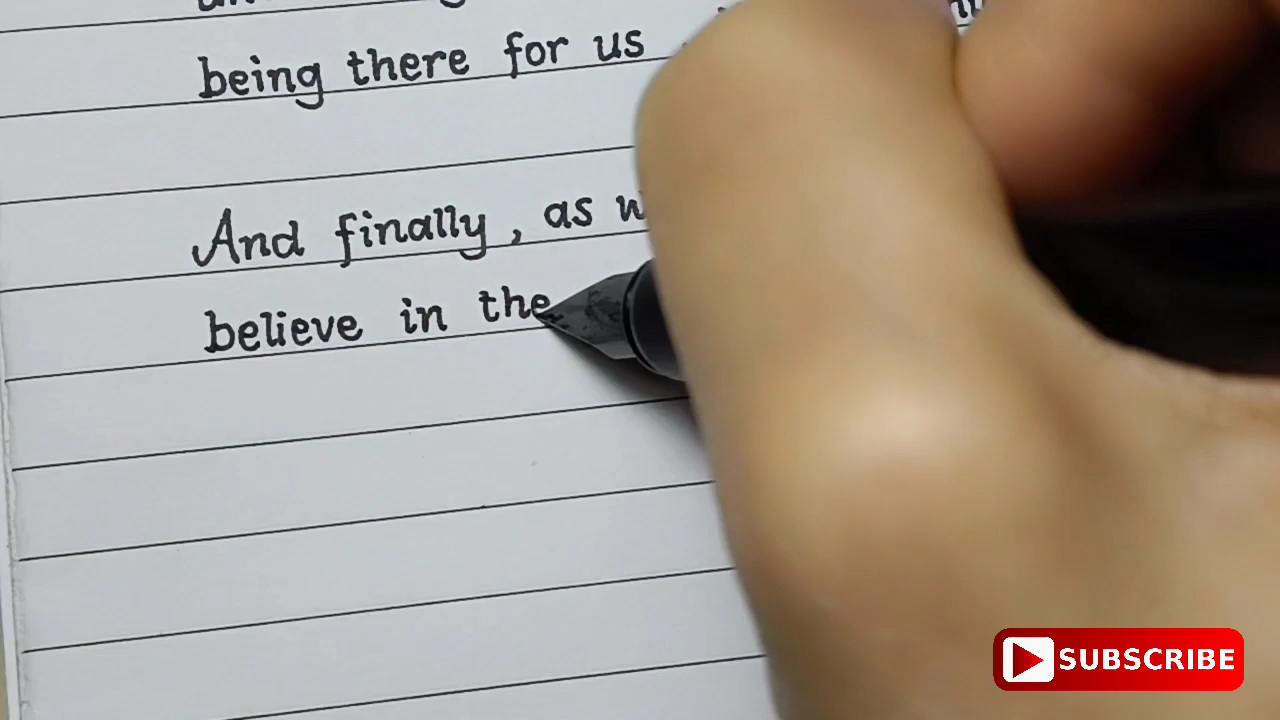 being there for us
And finally, as
believe in the
SUBSCRIBE